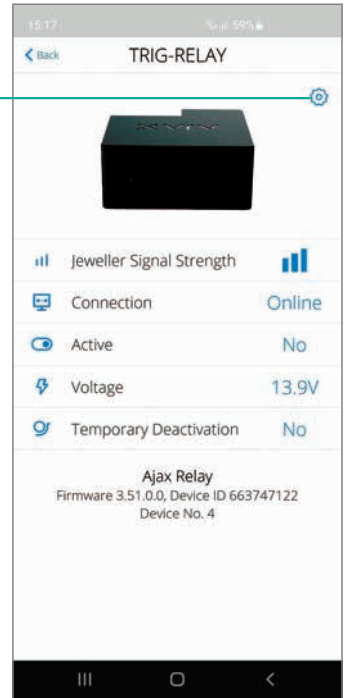 15:17 59%
Back TRIG-RELAY
AJAX
Jeweller Signal Strength
Connection Online
Active No
Voltage 13.9V
Temporary Deactivation No
Ajax Relay
Firmware 3.51.0.0, Device ID 663747122
Device No. 4